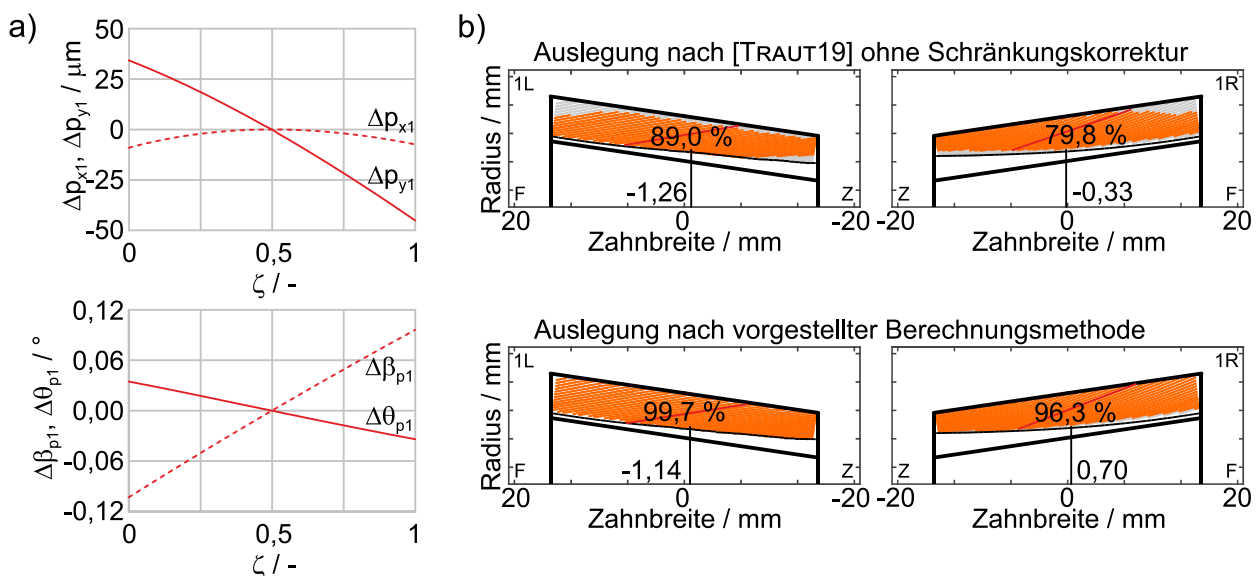 a)
Δp_x1, Δp_y1 / μm
50
25
0
-25
-50
Δp_x1
Δp_y1
0
0,5
1
ζ / -
Δβ_p1, Δθ_p1 / °
0,12
0,06
0,00
-0,06
-0,12
Δβ_p1
Δθ_p1
0
0,5
1
ζ / -
b)
Auslegung nach [TRAUT19] ohne Schränkungskorrektur
Radius / mm
1L
89,0 %
-1,26
F
Z
20
0
-20
Zahnbreite / mm
1R
79,8 %
-0,33
Z
F
20
0
20
Zahnbreite / mm
Auslegung nach vorgestellter Berechnungsmethode
Radius / mm
1L
99,7 %
-1,14
F
Z
20
0
-20
Zahnbreite / mm
1R
96,3 %
0,70
Z
F
20
0
20
Zahnbreite / mm